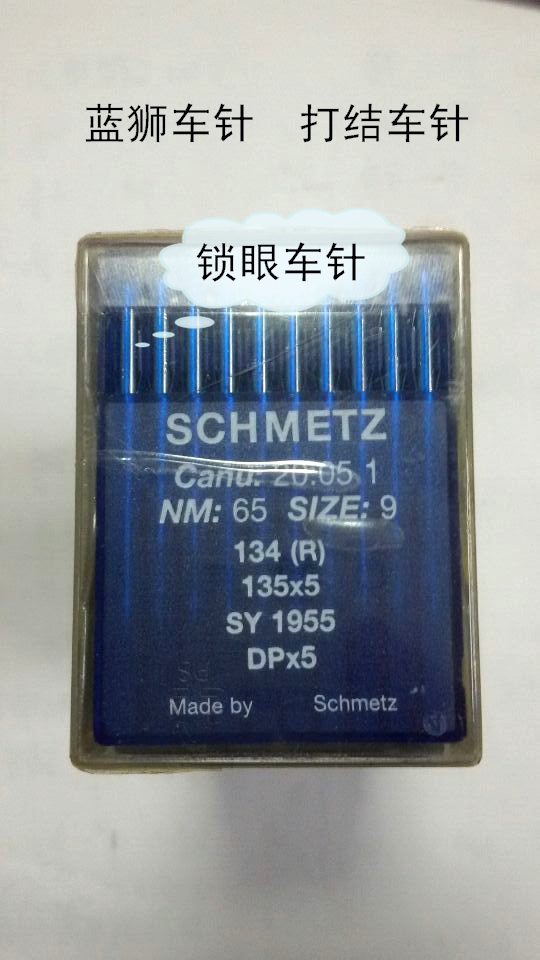 蓝狮车针 打结车针
锁眼车针
SCHMETZ
Canu: 20:05 1
NM: 65 SIZE: 9
134 (R)
135x5
SY 1955
DPx5
Made by Schmetz